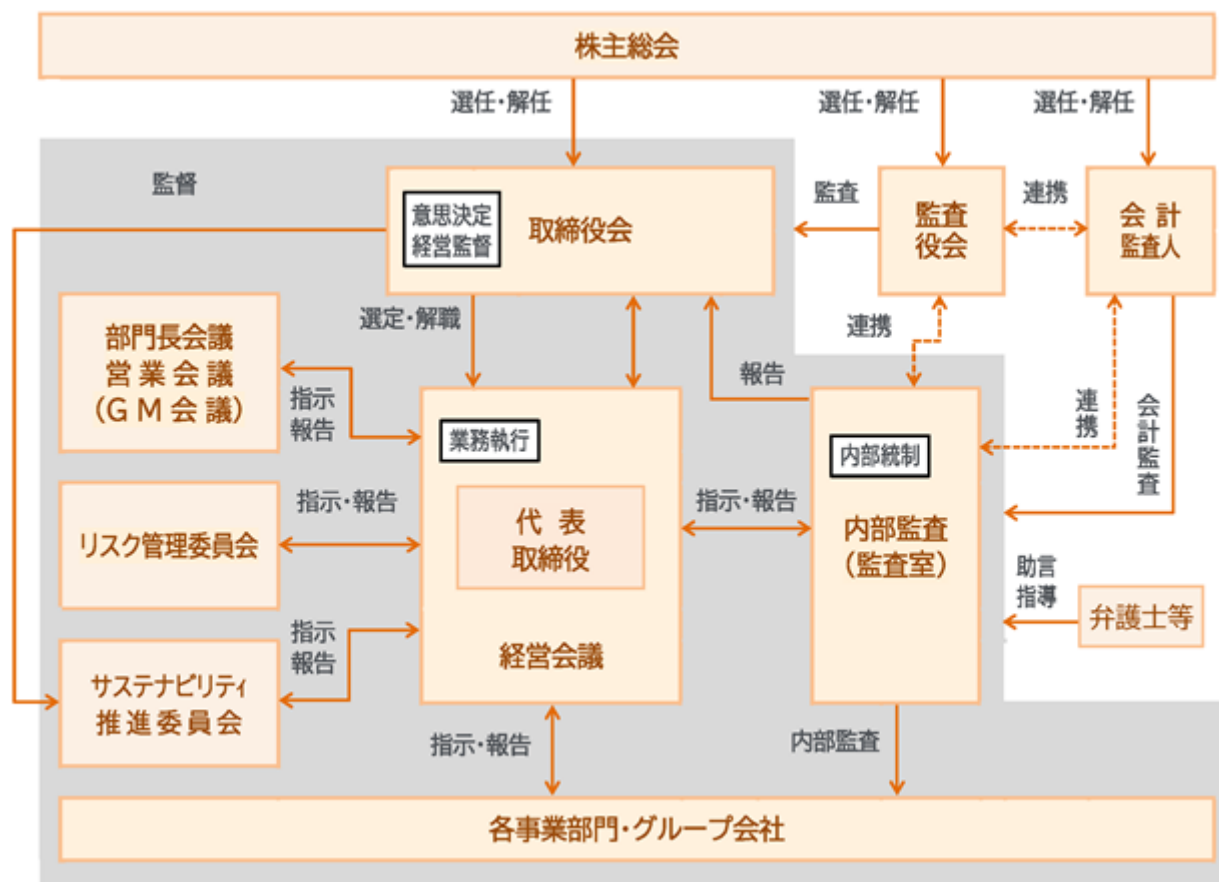 株主総会
選任・解任
選任・解任
選任・解任
監督
意思決定
経営監督
取締役会
監査
監査
役会
連携
会計
監査人
選定・解職
連携
報告
部門長会議
営業会議
(GM会議)
指示
報告
業務執行
代表
取締役
経営会議
指示・報告
内部統制
内部監査
(監査室)
連携
会計監査
リスク管理委員会
指示・報告
助言
指導
弁護士等
サステナビリティ
推進委員会
指示
報告
指示・報告
内部監査
各事業部門・グループ会社